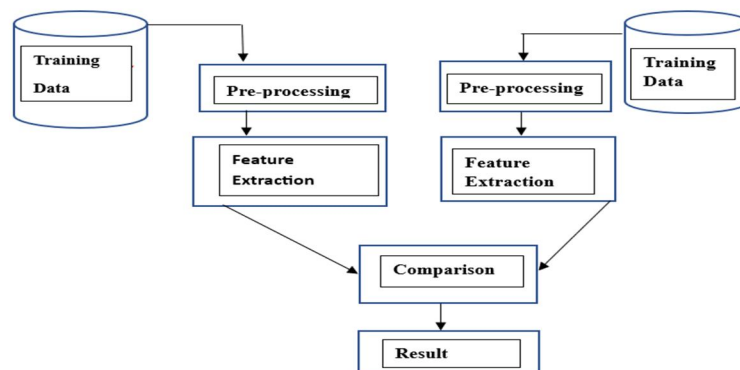 Training
Data
Pre-processing
Feature
Extraction
Training
Data
Pre-processing
Feature
Extraction
Comparison
Result